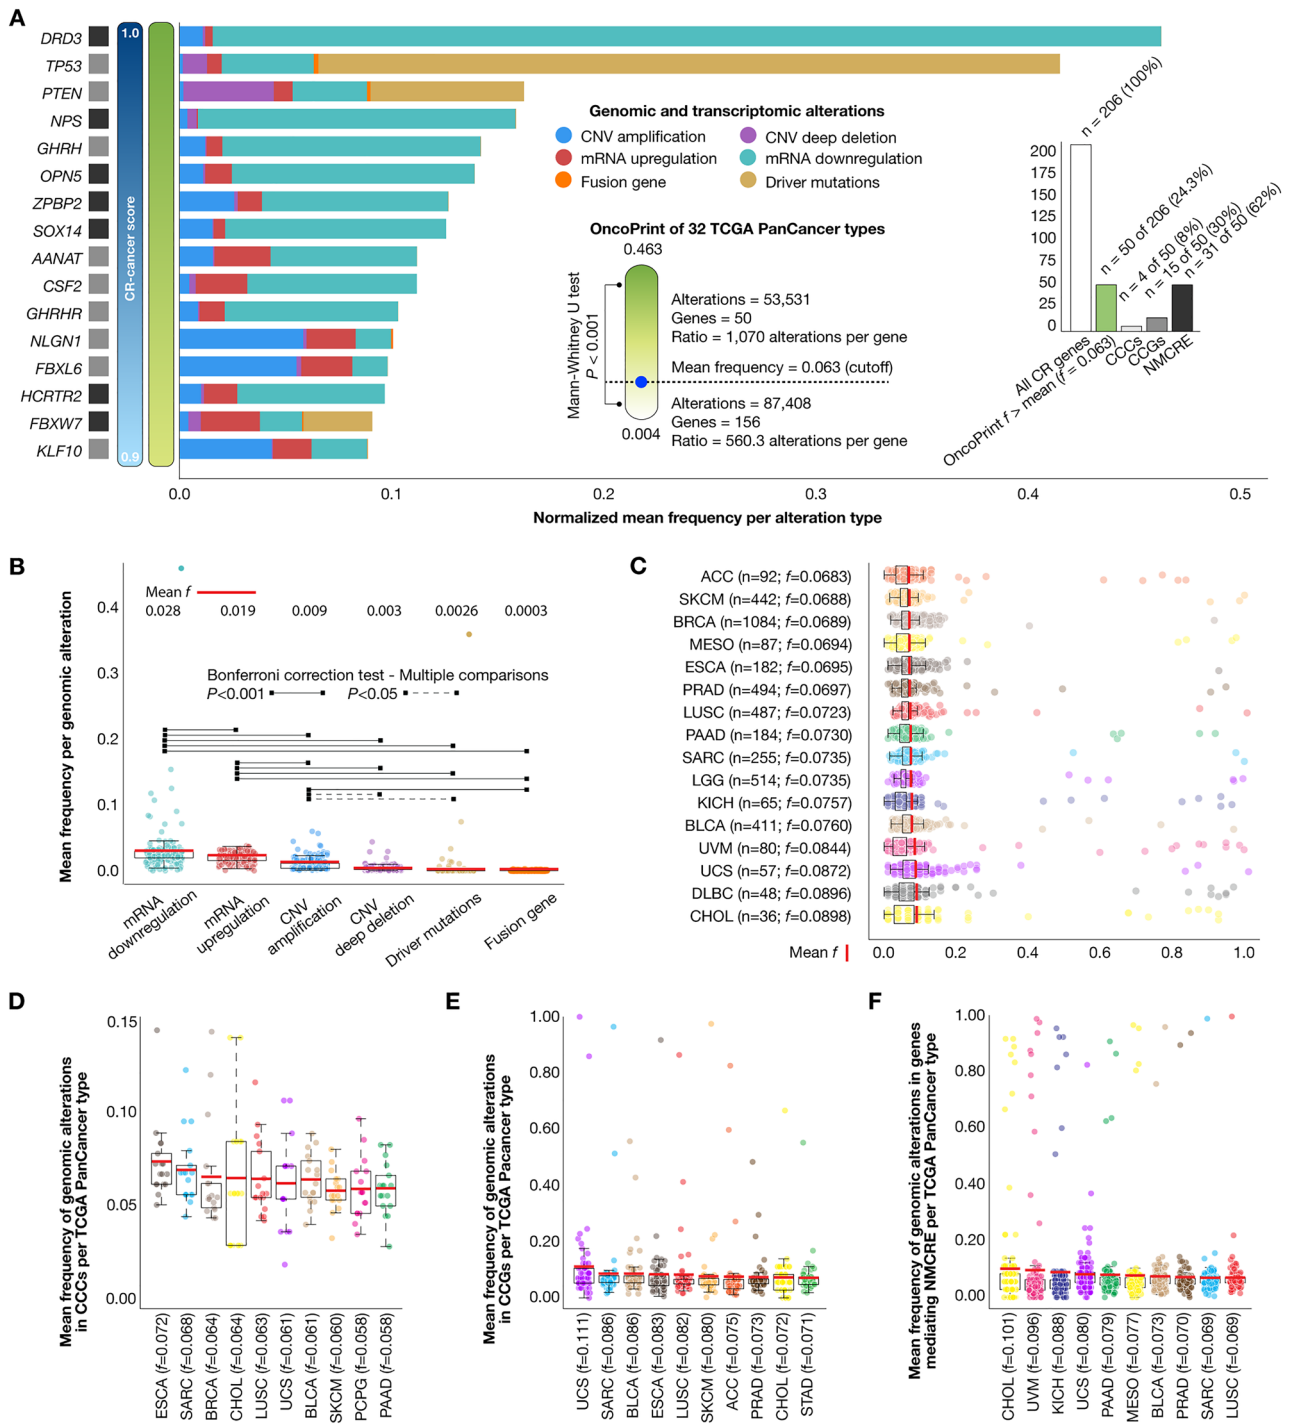 A
DRD3
TP53
PTEN
NPS
GHRH
OPN5
ZPBP2
SOX14
AANAT
CSF2
GHRHR
NLGN1
FBXL6
HCRTR2
FBXW7
KLF10
1.0
CR-cancer score
0.9
Genomic and transcriptomic alterations
CNV amplification
CNV deep deletion
mRNA upregulation
mRNA downregulation
Fusion gene
Driver mutations
OncoPrint of 32 TCGA PanCancer types
0.463
Mann-Whitney U test
P < 0.001
Alterations = 53,531
Genes = 50
Ratio = 1,070 alterations per gene
Mean frequency = 0.063 (cutoff)
Alterations = 87,408
Genes = 156
Ratio = 560.3 alterations per gene
0.004
n = 206 (100%)
n = 50 of 206 (24.3%)
n = 4 of 50 (8%)
n = 15 of 50 (30%)
n = 31 of 50 (62%)
200
175
150
125
100
75
50
25
0
All CR genes
OncoPrint f > mean (f = 0.063)
CCCs
CCGs
NMCRE
0.0 0.1 0.2 0.3 0.4 0.5
Normalized mean frequency per alteration type
B
Mean frequency per genomic alteration
0.4
0.3
0.2
0.1
0.0
Mean f
0.028 0.019 0.009 0.003 0.0026 0.0003
Bonferroni correction test - Multiple comparisons
P<0.001 P<0.05
mRNA downregulation
mRNA upregulation
CNV amplification
CNV deep deletion
Driver mutations
Fusion gene
C
ACC (n=92; f=0.0683)
SKCM (n=442; f=0.0688)
BRCA (n=1084; f=0.0689)
MESO (n=87; f=0.0694)
ESCA (n=182; f=0.0695)
PRAD (n=494; f=0.0697)
LUSC (n=487; f=0.0723)
PAAD (n=184; f=0.0730)
SARC (n=255; f=0.0735)
LGG (n=514; f=0.0735)
KICH (n=65; f=0.0757)
BLCA (n=411; f=0.0760)
UVM (n=80; f=0.0844)
UCS (n=57; f=0.0872)
DLBC (n=48; f=0.0896)
CHOL (n=36; f=0.0898)
Mean f
0.0 0.2 0.4 0.6 0.8 1.0
D
Mean frequency of genomic alterations
in CCCs per TCGA PanCancer type
0.15
0.10
0.05
0.00
ESCA (f=0.072)
SARC (f=0.068)
BRCA (f=0.064)
CHOL (f=0.064)
LUSC (f=0.063)
UCS (f=0.061)
BLCA (f=0.061)
SKCM (f=0.060)
PCPG (f=0.058)
PAAD (f=0.058)
E
Mean frequency of genomic alterations
in CCGs per TCGA Pacancer type
1.00
0.80
0.60
0.40
0.20
0.00
UCS (f=0.111)
SARC (f=0.086)
BLCA (f=0.086)
ESCA (f=0.083)
LUSC (f=0.082)
SKCM (f=0.080)
ACC (f=0.075)
PRAD (f=0.073)
CHOL (f=0.072)
STAD (f=0.071)
F
Mean frequency of genomic alterations in genes
mediating NMCRE per TCGA PanCancer type
1.00
0.80
0.60
0.40
0.20
0.00
CHOL (f=0.101)
UVM (f=0.096)
KICH (f=0.088)
UCS (f=0.080)
PAAD (f=0.079)
MESO (f=0.077)
BLCA (f=0.073)
PRAD (f=0.070)
SARC (f=0.069)
LUSC (f=0.069)